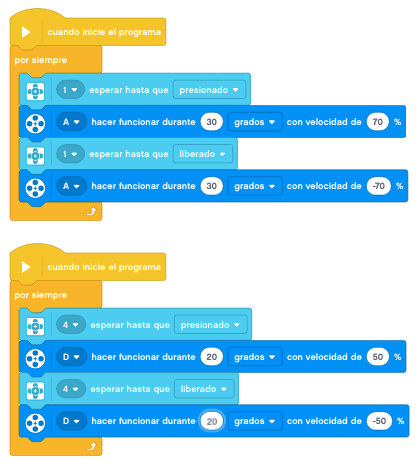 cuando inicie el programa
por siempre
1 esperar hasta que presionado
A hacer funcionar durante 30 grados con velocidad de 70 %
1 esperar hasta que liberado
A hacer funcionar durante 30 grados con velocidad de -70 %
cuando inicie el programa
por siempre
4 esperar hasta que presionado
D hacer funcionar durante 20 grados con velocidad de 50 %
4 esperar hasta que liberado
D hacer funcionar durante 20 grados con velocidad de -50 %